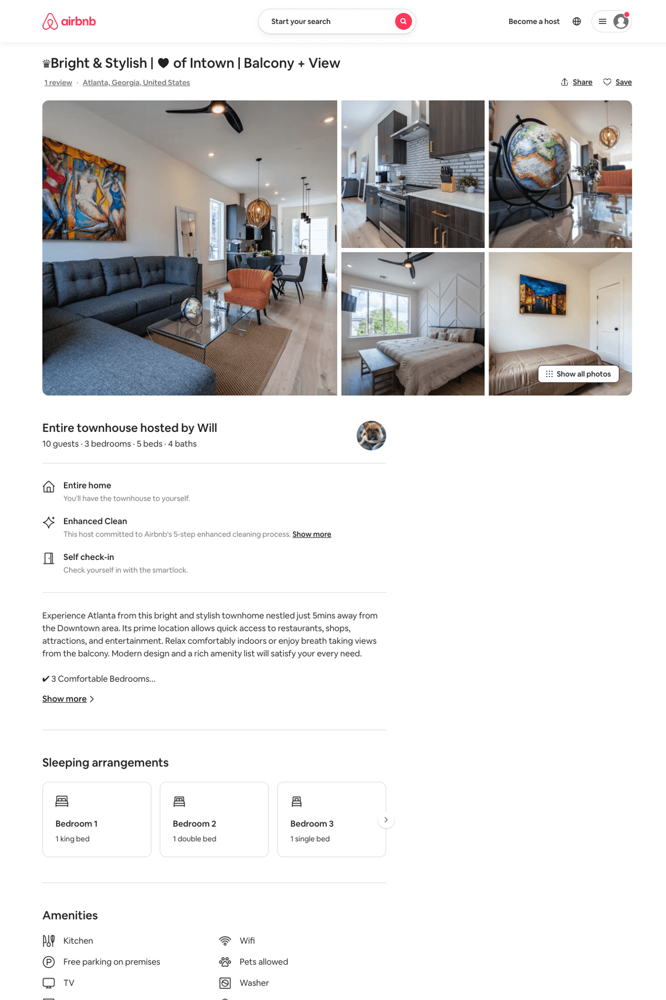 airbnb
Start your search
Become a host
♛Bright & Stylish | ♥ of Intown | Balcony + View
1 review · Atlanta, Georgia, United States
Share
Save
Show all photos
Entire townhouse hosted by Will
10 guests · 3 bedrooms · 5 beds · 4 baths
Entire home
You'll have the townhouse to yourself.
Enhanced Clean
This host committed to Airbnb's 5-step enhanced cleaning process. Show more
Self check-in
Check yourself in with the smartlock.
Experience Atlanta from this bright and stylish townhome nestled just 5mins away from
the Downtown area. Its prime location allows quick access to restaurants, shops,
attractions, and entertainment. Relax comfortably indoors or enjoy breath taking views
from the balcony. Modern design and a rich amenity list will satisfy your every need.
✔ 3 Comfortable Bedrooms...
Show more
Sleeping arrangements
Bedroom 1
1 king bed
Bedroom 2
1 double bed
Bedroom 3
1 single bed
Amenities
Kitchen
Wifi
Free parking on premises
Pets allowed
TV
Washer